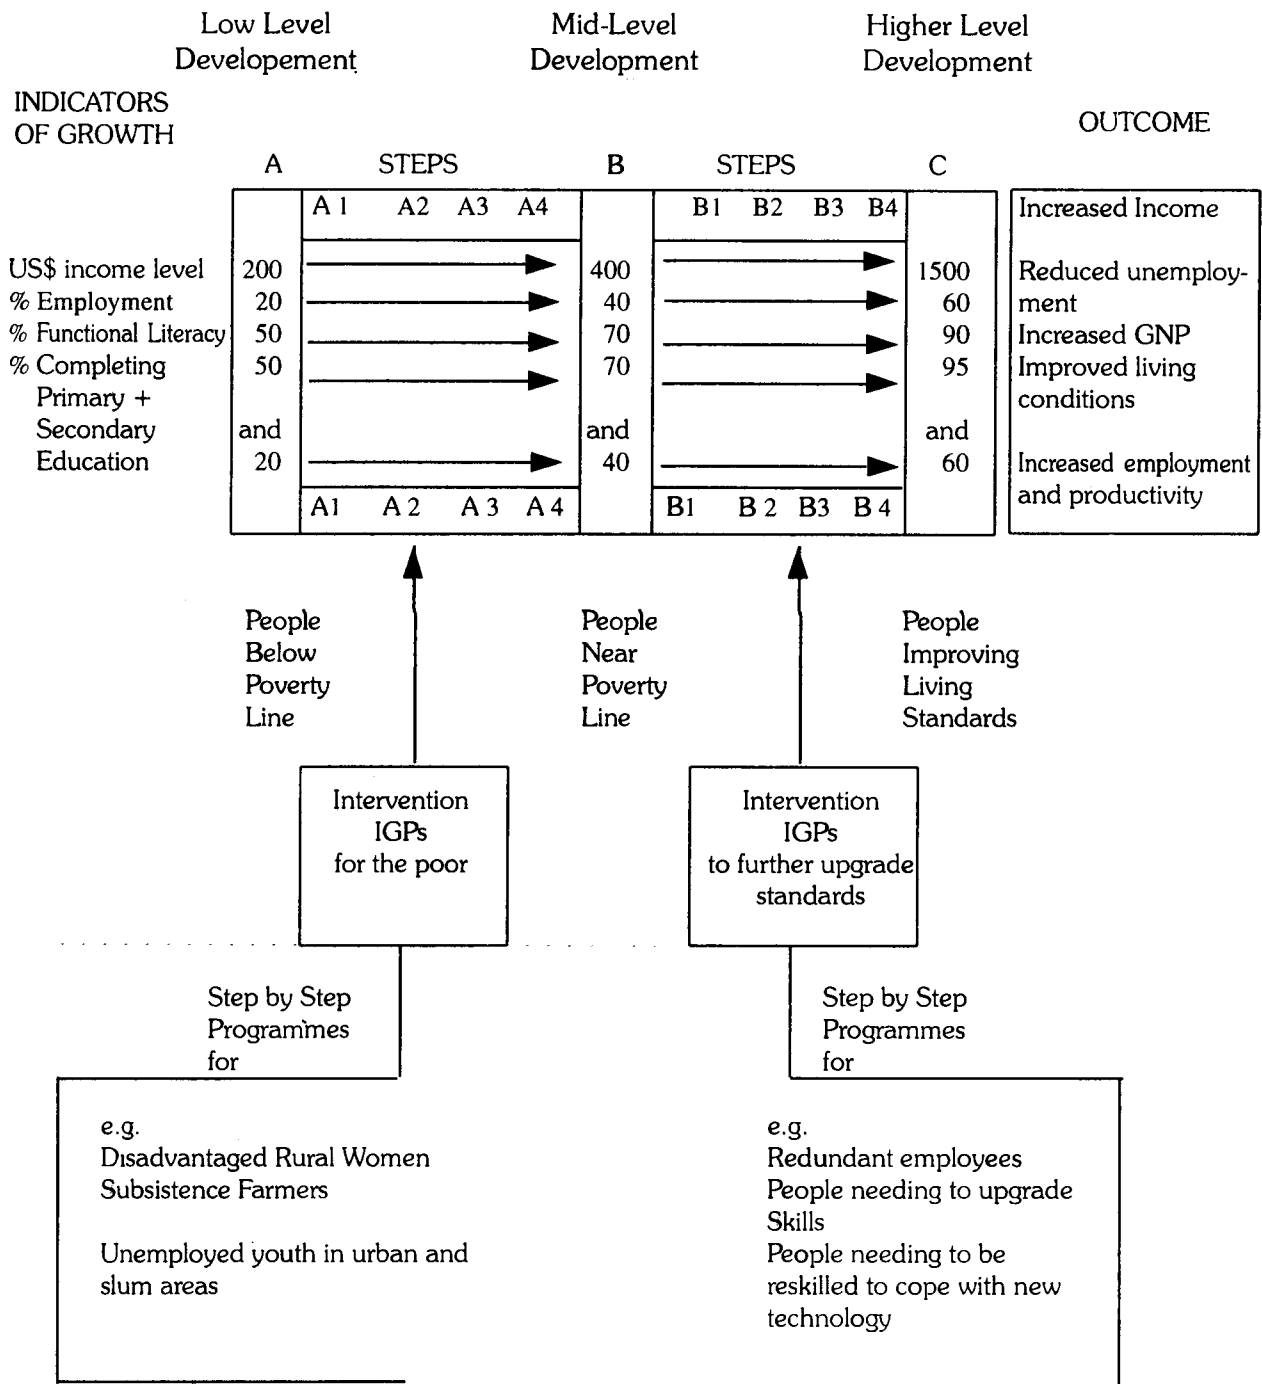 Low Level Mid-Level Higher Level
Developement Development Development
INDICATORS
OF GROWTH OUTCOME
A STEPS B STEPS C
A 1 A2 A3 A4 B1 B2 B3 B4 Increased Income
US$ income level 200 400 1500 Reduced unemploy-
% Employment 20 40 60 ment
% Functional Literacy 50 70 90 Increased GNP
% Completing 50 70 95 Improved living
Primary + conditions
Secondary and and and
Education 20 40 60 Increased employment
and productivity
A1 A 2 A 3 A 4 B1 B 2 B3 B 4
People People People
Below Near Improving
Poverty Poverty Living
Line Line Standards
Intervention Intervention
IGPs IGPs
for the poor to further upgrade
standards
Step by Step Step by Step
Programmes Programmes
for for
e.g. e.g.
Disadvantaged Rural Women Redundant employees
Subsistence Farmers People needing to upgrade
Skills
Unemployed youth in urban and People needing to be
slum areas reskilled to cope with new
technology